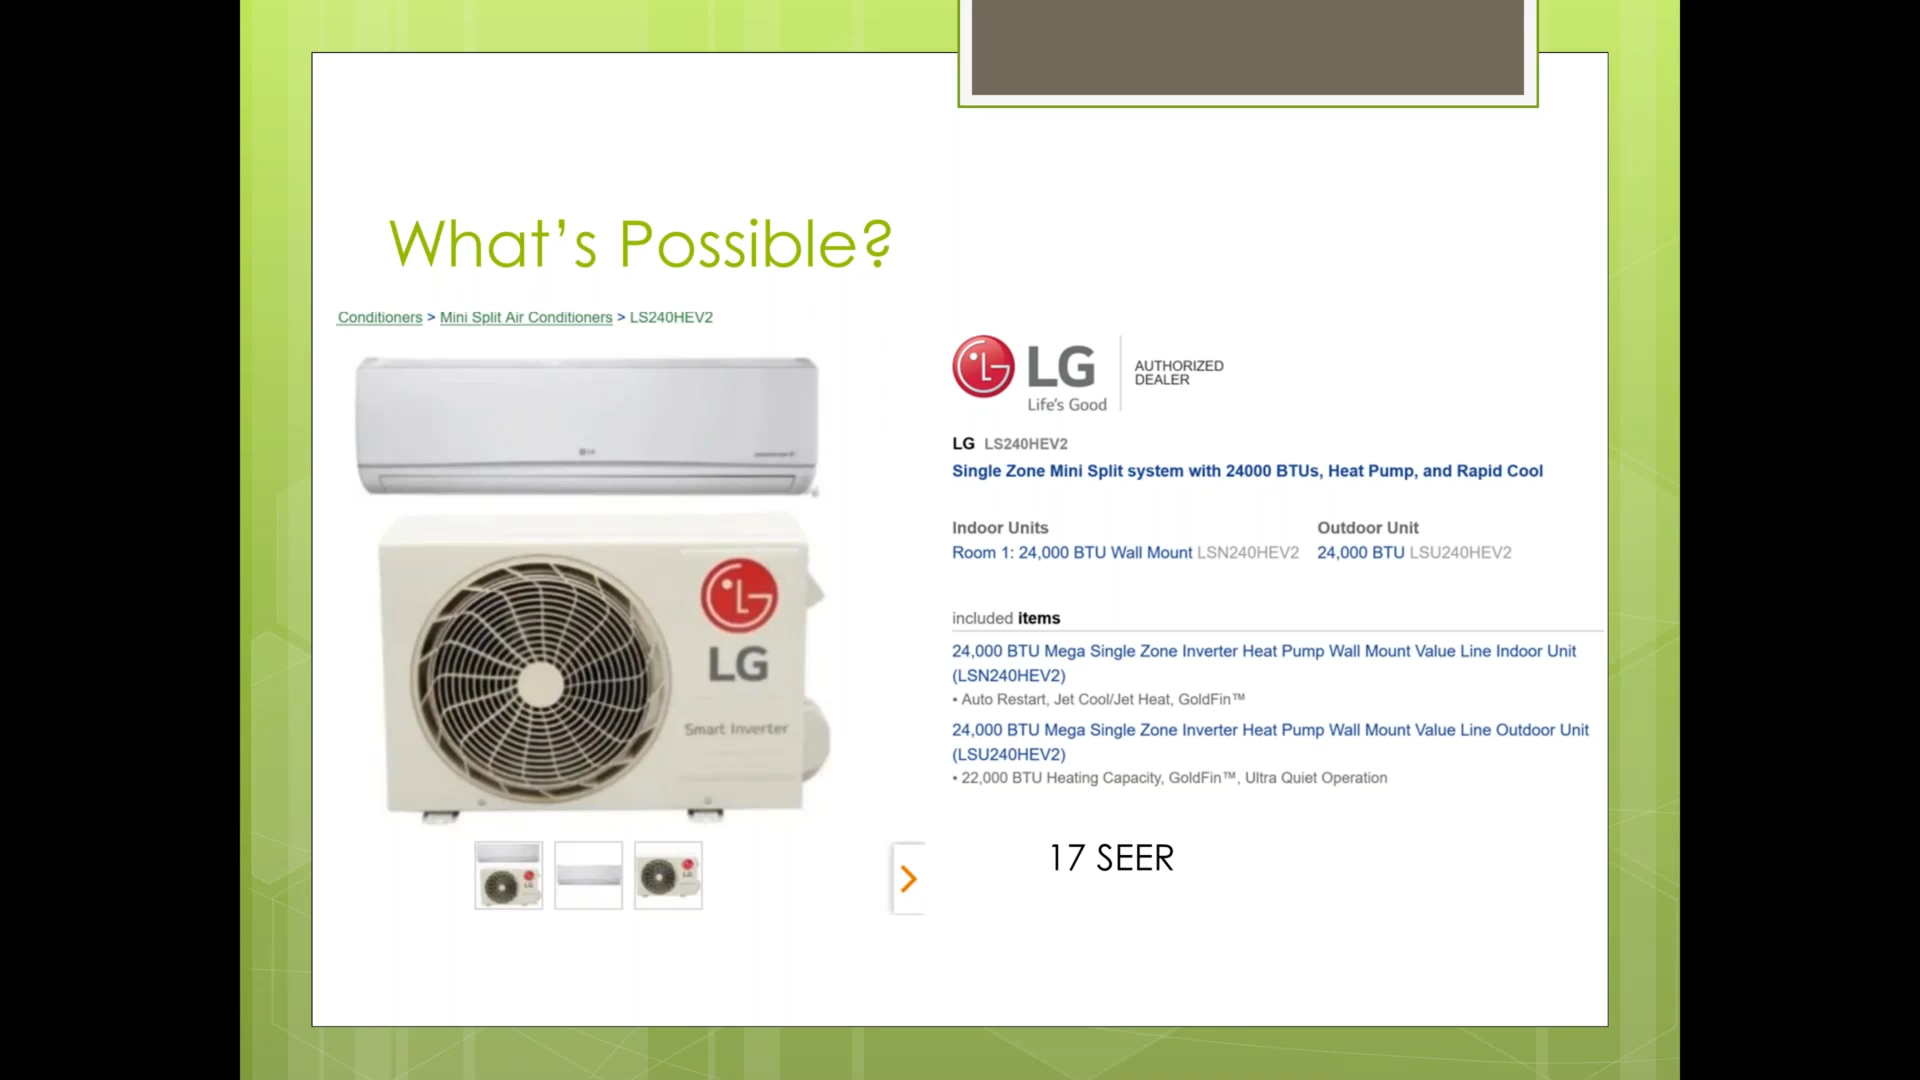 What's Possible?
Conditioners > Mini Split Air Conditioners > LS240HEV2
LG
LG
Smart Inverter
LG
Life's Good
AUTHORIZED
DEALER
LG LS240HEV2
Single Zone Mini Split system with 24000 BTUs, Heat Pump, and Rapid Cool
Indoor Units
Room 1: 24,000 BTU Wall Mount LSN240HEV2
Outdoor Unit
24,000 BTU LSU240HEV2
included items
24,000 BTU Mega Single Zone Inverter Heat Pump Wall Mount Value Line Indoor Unit
(LSN240HEV2)
• Auto Restart, Jet Cool/Jet Heat, GoldFin™
24,000 BTU Mega Single Zone Inverter Heat Pump Wall Mount Value Line Outdoor Unit
(LSU240HEV2)
• 22,000 BTU Heating Capacity, GoldFin™, Ultra Quiet Operation
17 SEER